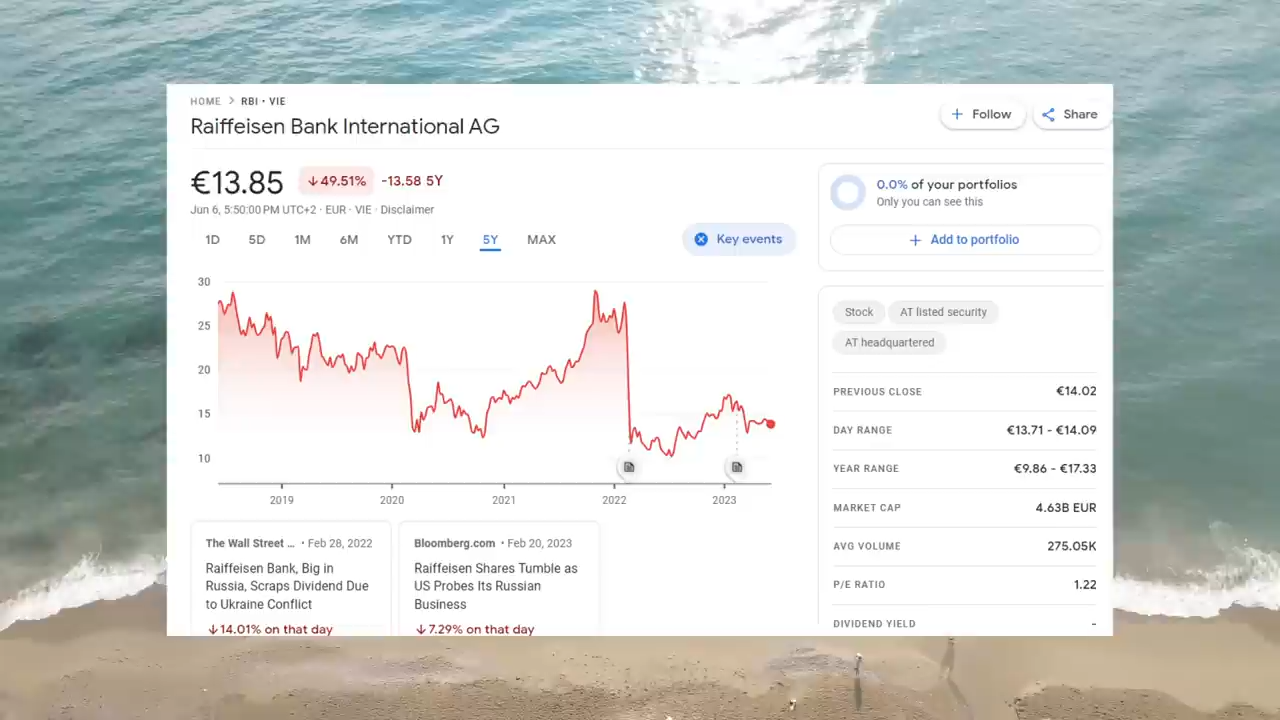 HOME > RBI • VIE
Raiffeisen Bank International AG
Follow
Share
€13.85
↓49.51%
-13.58 5Y
Jun 6, 5:50:00 PM UTC+2 · EUR · VIE · Disclaimer
1D
5D
1M
6M
YTD
1Y
5Y
MAX
Key events
30
25
20
15
10
2019
2020
2021
2022
2023
The Wall Street ... • Feb 28, 2022
Raiffeisen Bank, Big in
Russia, Scraps Dividend Due
to Ukraine Conflict
↓14.01% on that day
Bloomberg.com • Feb 20, 2023
Raiffeisen Shares Tumble as
US Probes Its Russian
Business
↓7.29% on that day
0.0% of your portfolios
Only you can see this
+ Add to portfolio
Stock
AT listed security
AT headquartered
PREVIOUS CLOSE €14.02
DAY RANGE €13.71 - €14.09
YEAR RANGE €9.86 - €17.33
MARKET CAP 4.63B EUR
AVG VOLUME 275.05K
P/E RATIO 1.22
DIVIDEND YIELD -